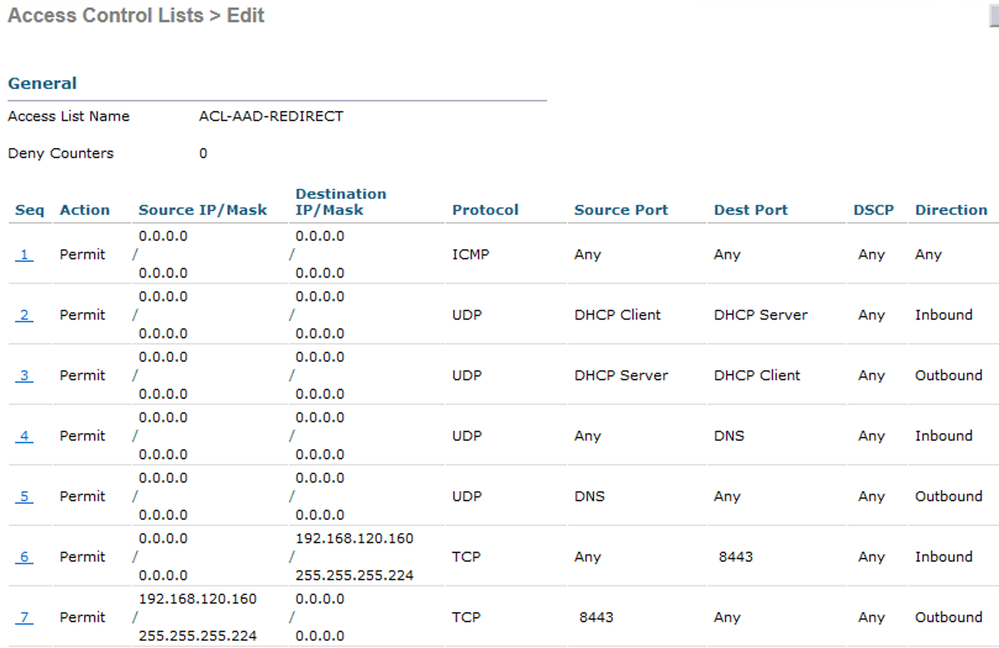 Access Control Lists > Edit
General
Access List Name ACL-AAD-REDIRECT
Deny Counters 0
Seq Action Source IP/Mask Destination IP/Mask Protocol Source Port Dest Port DSCP Direction
1 Permit 0.0.0.0 / 0.0.0.0 0.0.0.0 / 0.0.0.0 ICMP Any Any Any Any
2 Permit 0.0.0.0 / 0.0.0.0 0.0.0.0 / 0.0.0.0 UDP DHCP Client DHCP Server Any Inbound
3 Permit 0.0.0.0 / 0.0.0.0 0.0.0.0 / 0.0.0.0 UDP DHCP Server DHCP Client Any Outbound
4 Permit 0.0.0.0 / 0.0.0.0 0.0.0.0 / 0.0.0.0 UDP Any DNS Any Inbound
5 Permit 0.0.0.0 / 0.0.0.0 0.0.0.0 / 0.0.0.0 UDP DNS Any Any Outbound
6 Permit 0.0.0.0 / 0.0.0.0 192.168.120.160 / 255.255.255.224 TCP Any 8443 Any Inbound
7 Permit 192.168.120.160 / 255.255.255.224 0.0.0.0 / 0.0.0.0 TCP 8443 Any Any Outbound